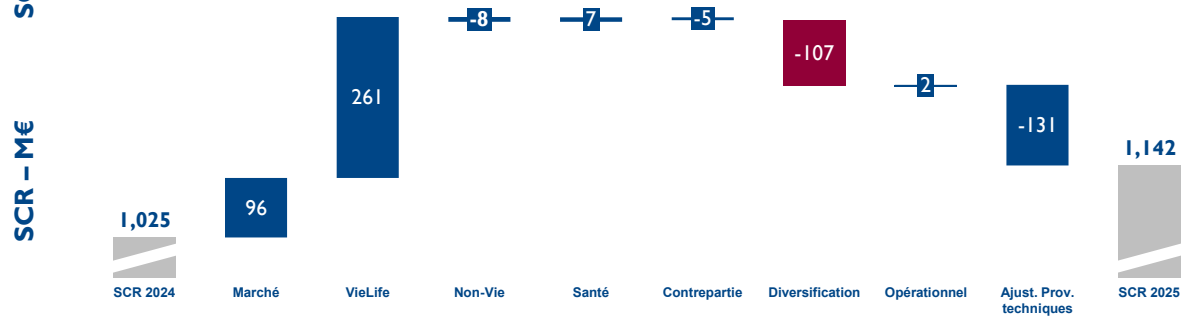 SCR – M€
-8
7
-5
-107
261
2
-131
1,142
1,025
96
SCR 2024
Marché
VieLife
Non-Vie
Santé
Contrepartie
Diversification
Opérationnel
Ajust. Prov.
techniques
SCR 2025